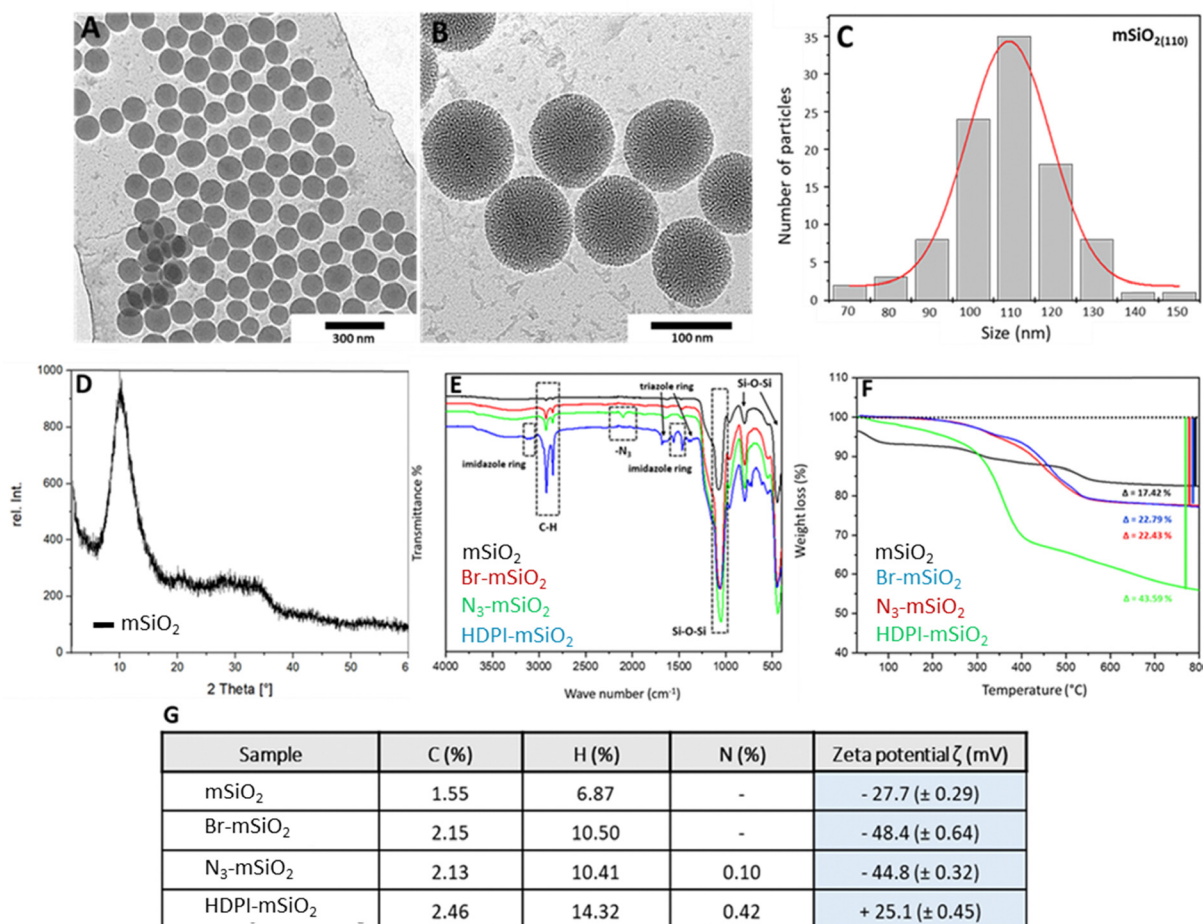 A
300 nm
B
100 nm
C
mSiO2(110)
Number of particles
35
30
25
20
15
10
5
0
70 80 90 100 110 120 130 140 150
Size (nm)
D
rel. Int.
1000
800
600
400
200
0
mSiO2
10 20 30 40 50 6
2 Theta [°]
E
Transmittance %
triazole ring
Si-O-Si
imidazole ring
-N3
imidazole ring
C-H
mSiO2
Br-mSiO2
N3-mSiO2
HDPI-mSiO2
Si-O-Si
4000 3500 3000 2500 2000 1500 1000 500
Wave number (cm-1)
F
Weight loss (%)
110
100
90
80
70
60
50
40
Δ = 17.42 %
Δ = 22.79 %
Δ = 22.43 %
Δ = 43.59 %
mSiO2
Br-mSiO2
N3-mSiO2
HDPI-mSiO2
100 200 300 400 500 600 700 800
Temperature (°C)
G
Sample C (%) H (%) N (%) Zeta potential ζ (mV)
mSiO2 1.55 6.87 - - 27.7 (± 0.29)
Br-mSiO2 2.15 10.50 - - 48.4 (± 0.64)
N3-mSiO2 2.13 10.41 0.10 - 44.8 (± 0.32)
HDPI-mSiO2 2.46 14.32 0.42 + 25.1 (± 0.45)